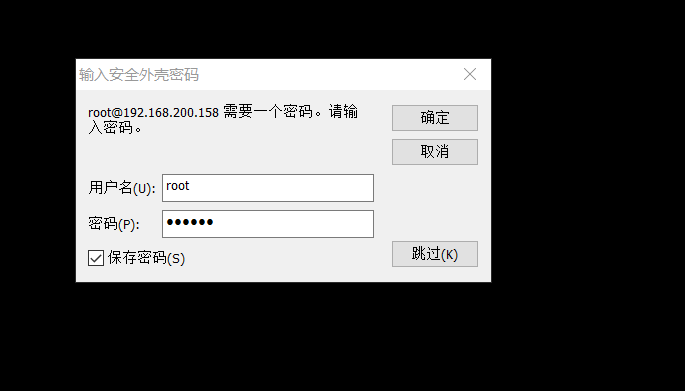 输入安全外壳密码
root@192.168.200.158 需要一个密码。请输
入密码。
确定
取消
用户名(U):
root
密码(P):
••••••
保存密码(S)
跳过(K)